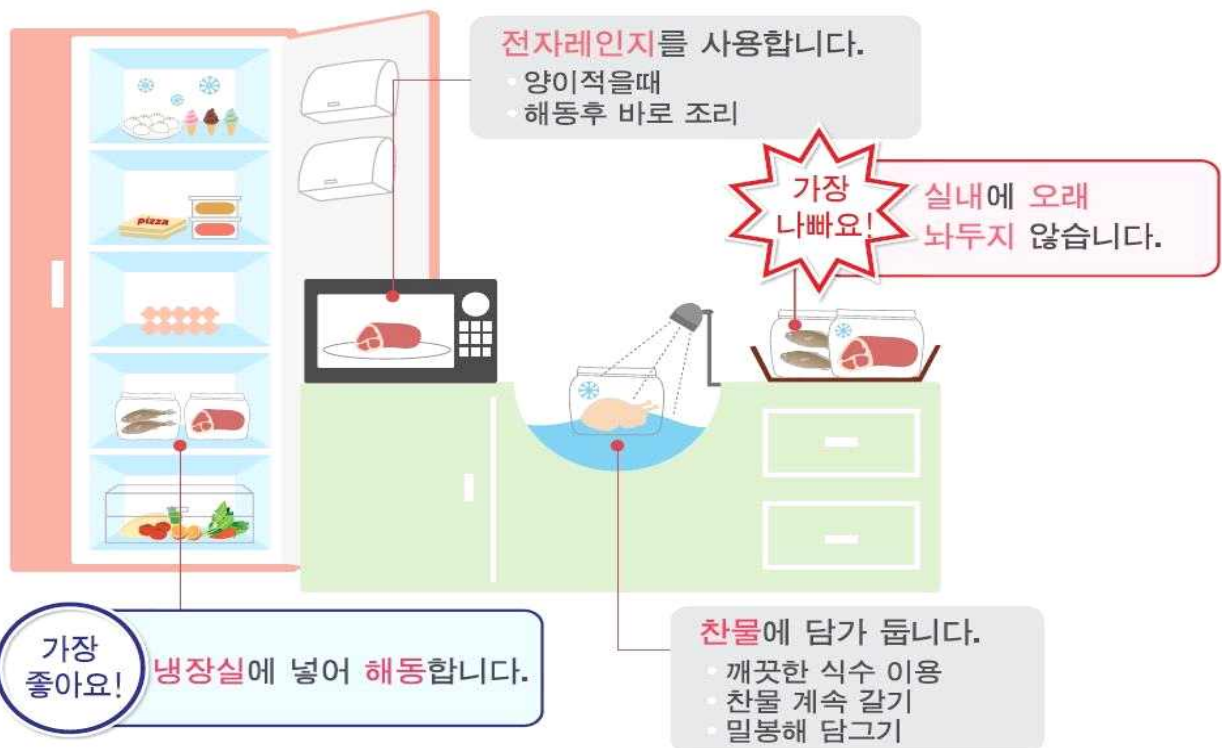 전자레인지를 사용합니다.
양이적을때
해동후 바로 조리
가장
나빠요!
실내에 오래
놔두지 않습니다.
pizza
가장
좋아요!
냉장실에 넣어 해동합니다.
찬물에 담가 둡니다.
깨끗한 식수 이용
찬물 계속 갈기
밀봉해 담그기